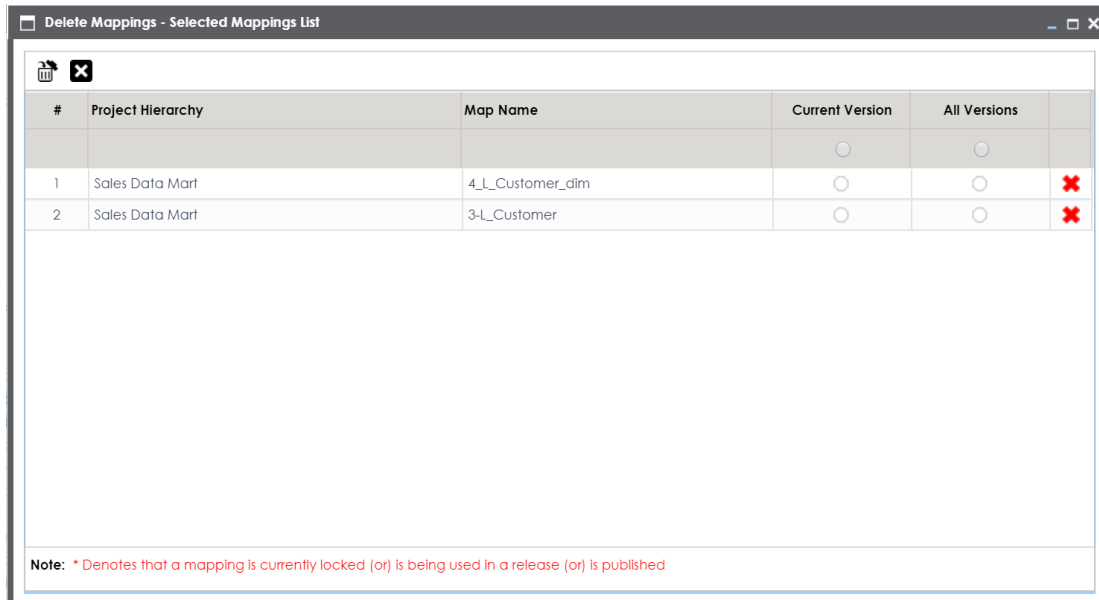 Delete Mappings - Selected Mappings List
# Project Hierarchy Map Name Current Version All Versions
1 Sales Data Mart 4_L_Customer_dim
2 Sales Data Mart 3-L_Customer
Note: * Denotes that a mapping is currently locked (or) is being used in a release (or) is published